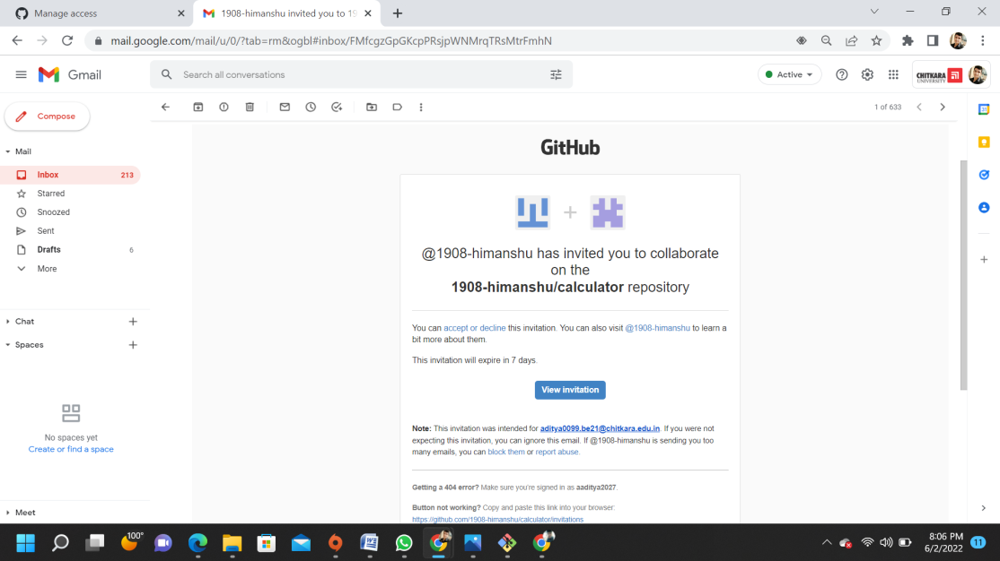 Manage access
1908-himanshu invited you to 19
mail.google.com/mail/u/0/?tab=rm&ogbl#inbox/FMfcgzGpGKcpPRsjpWNMrqTRsMtrFmhN
Gmail
Search all conversations
Active
CHITKARA
UNIVERSITY
Compose
1 of 633
Mail
Inbox 213
Starred
Snoozed
Sent
Drafts 6
More
Chat
Spaces
No spaces yet
Create or find a space
Meet
GitHub
@1908-himanshu has invited you to collaborate
on the
1908-himanshu/calculator repository
You can accept or decline this invitation. You can also visit @1908-himanshu to learn a
bit more about them.
This invitation will expire in 7 days.
View invitation
Note: This invitation was intended for aditya0099.be21@chitkara.edu.in. If you were not
expecting this invitation, you can ignore this email. If @1908-himanshu is sending you too
many emails, you can block them or report abuse.
Getting a 404 error? Make sure you're signed in as aaditya2027.
Button not working? Copy and paste this link into your browser:
https://github.com/1908-himanshu/calculator/invitations
100°
8:06 PM
6/2/2022
11